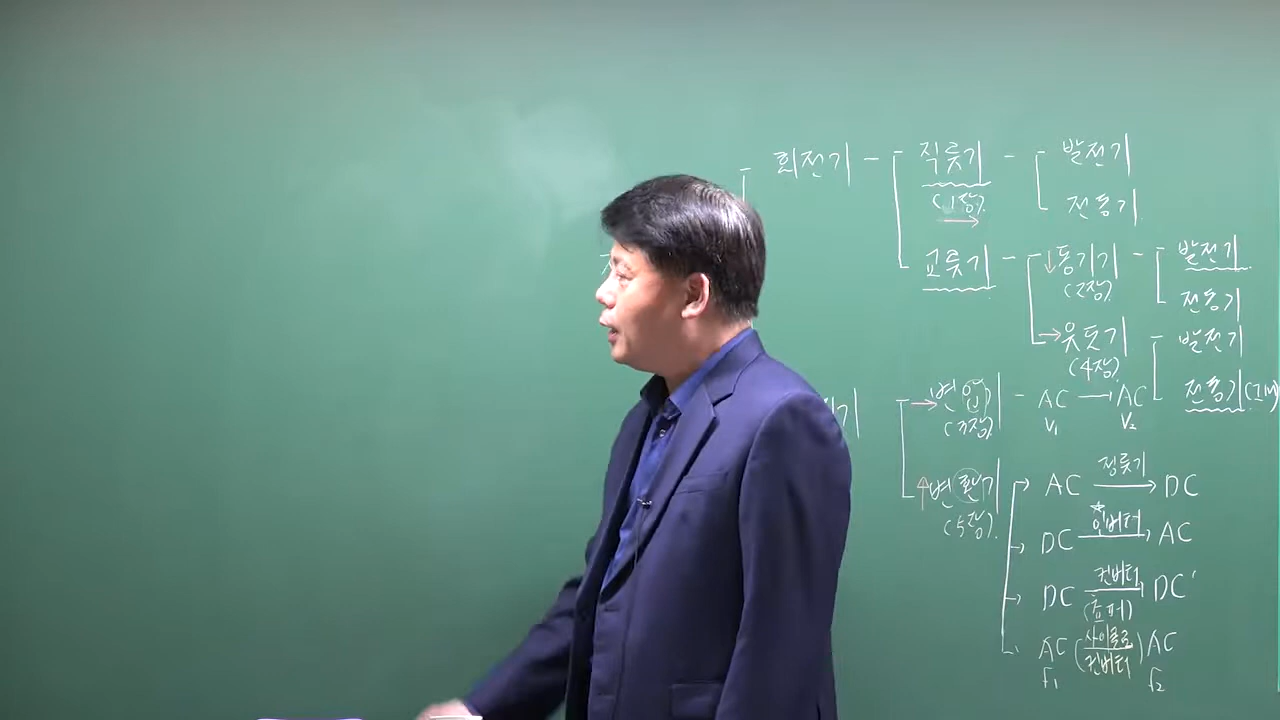 회전기 - 직류기 - 발전기
(1장)
전동기
교류기 - 동기기 - 발전기
(2장)
전동기
유도기 발전기
(4장)
전동기
기 변압기 - AC → AC
(3장) V₁ V₂
변환기 AC 정류기 → DC
(5장)
DC 인버터 → AC
DC 컨버터 → DC'
(쵸퍼)
AC (사이클로 컨버터) AC
f₁ f₂